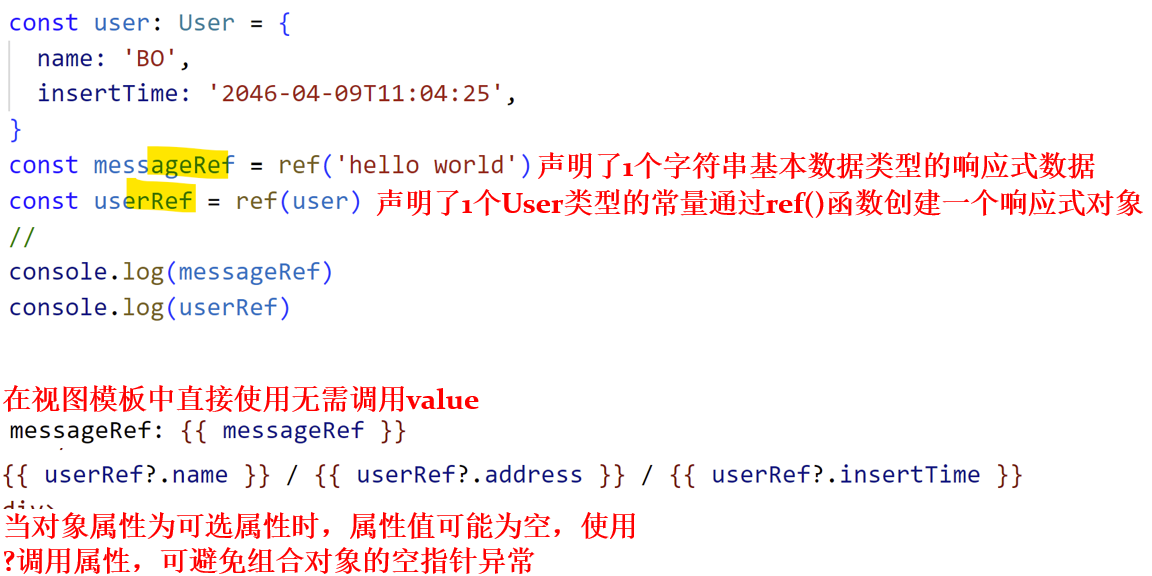 const user: User = {
name: 'BO',
insertTime: '2046-04-09T11:04:25',
}
const messageRef = ref('hello world') 声明了1个字符串基本数据类型的响应式数据
const userRef = ref(user) 声明了1个User类型的常量通过ref()函数创建一个响应式对象
//
console.log(messageRef)
console.log(userRef)
在视图模板中直接使用无需调用value
messageRef: {{ messageRef }}
{{ userRef?.name }} / {{ userRef?.address }} / {{ userRef?.insertTime }}
当对象属性为可选属性时，属性值可能为空，使用
?调用属性，可避免组合对象的空指针异常